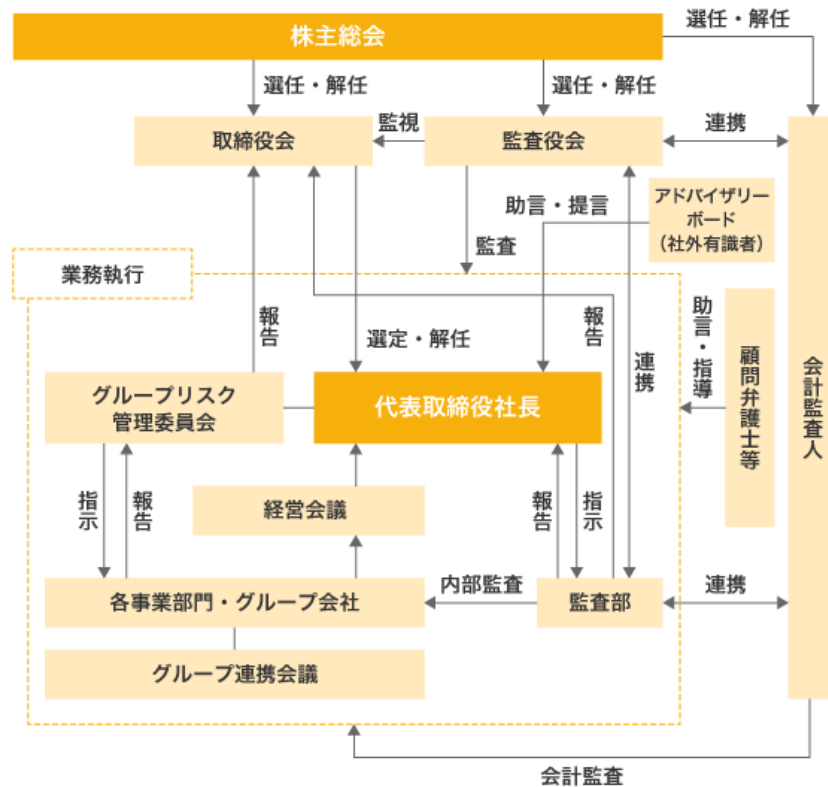 株主総会
選任・解任
選任・解任
選任・解任
取締役会
監視
監査役会
連携
アドバイザリー
ボード
（社外有識者）
助言・提言
監査
業務執行
報告
選定・解任
報告
連携
助言・指導
顧問弁護士等
会計監査人
グループリスク
管理委員会
代表取締役社長
指示
報告
経営会議
報告
指示
各事業部門・グループ会社
内部監査
監査部
連携
グループ連携会議
会計監査